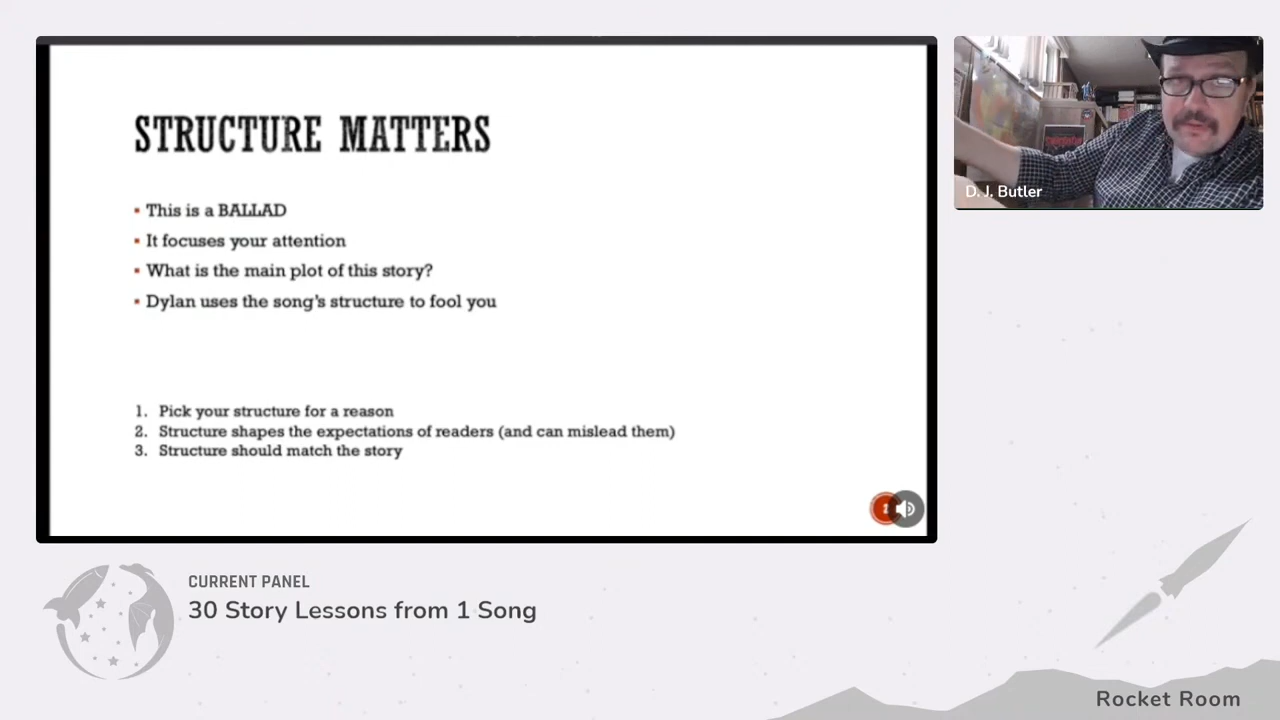 STRUCTURE MATTERS
▪ This is a BALLAD
▪ It focuses your attention
▪ What is the main plot of this story?
▪ Dylan uses the song's structure to fool you
1. Pick your structure for a reason
2. Structure shapes the expectations of readers (and can mislead them)
3. Structure should match the story
D. J. Butler
CURRENT PANEL
30 Story Lessons from 1 Song
Rocket Room